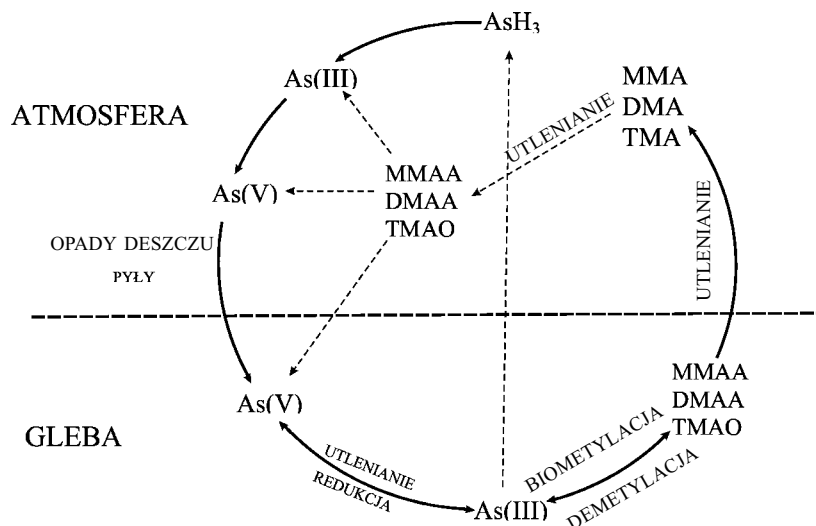 AsH3
As(III)
MMA
DMA
TMA
ATMOSFERA
UTLENIANIE
MMAA
DMAA
TMAO
As(V)
OPADY DESZCZU
PYŁY
UTLENIANIE
MMAA
DMAA
TMAO
As(V)
GLEBA
UTLENIANIE
REDUKCJA
As(III)
BIOMETYLACJA
DEMETYLACJA